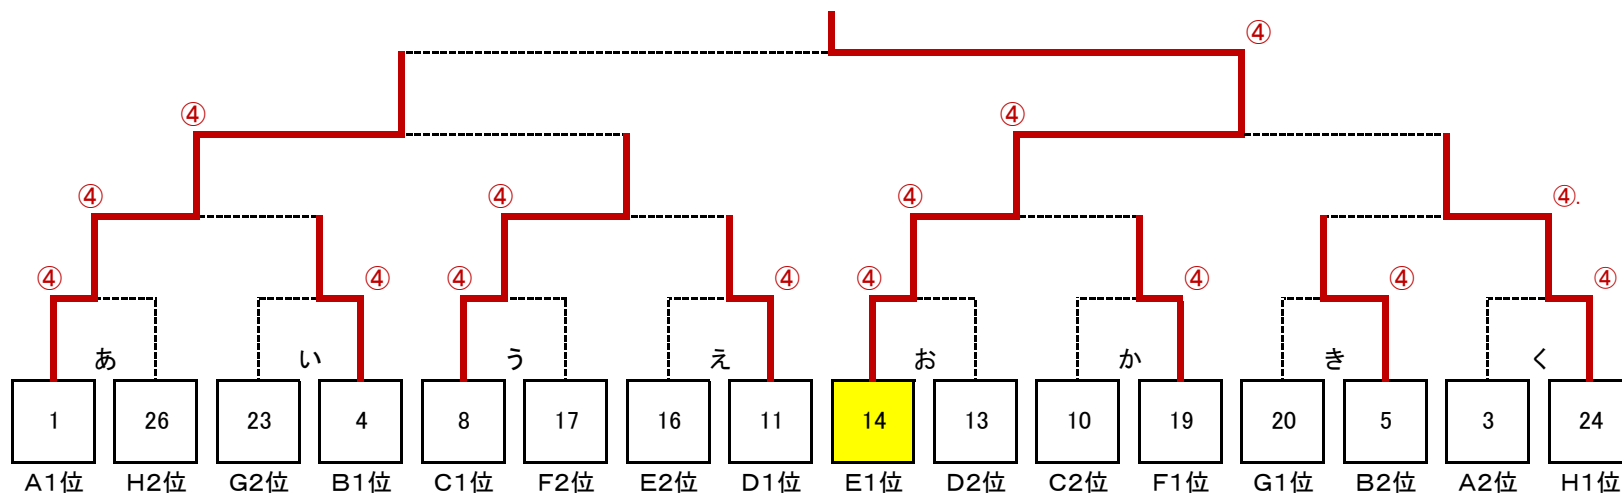 ④
④ ④
④ ④ ④ ④.
④ ④ ④ ④ ④ ④ ④ ④
あ い う え お か き く
1 26 23 4 8 17 16 11 14 13 10 19 20 5 3 24
A1位 H2位 G2位 B1位 C1位 F2位 E2位 D1位 E1位 D2位 C2位 F1位 G1位 B2位 A2位 H1位